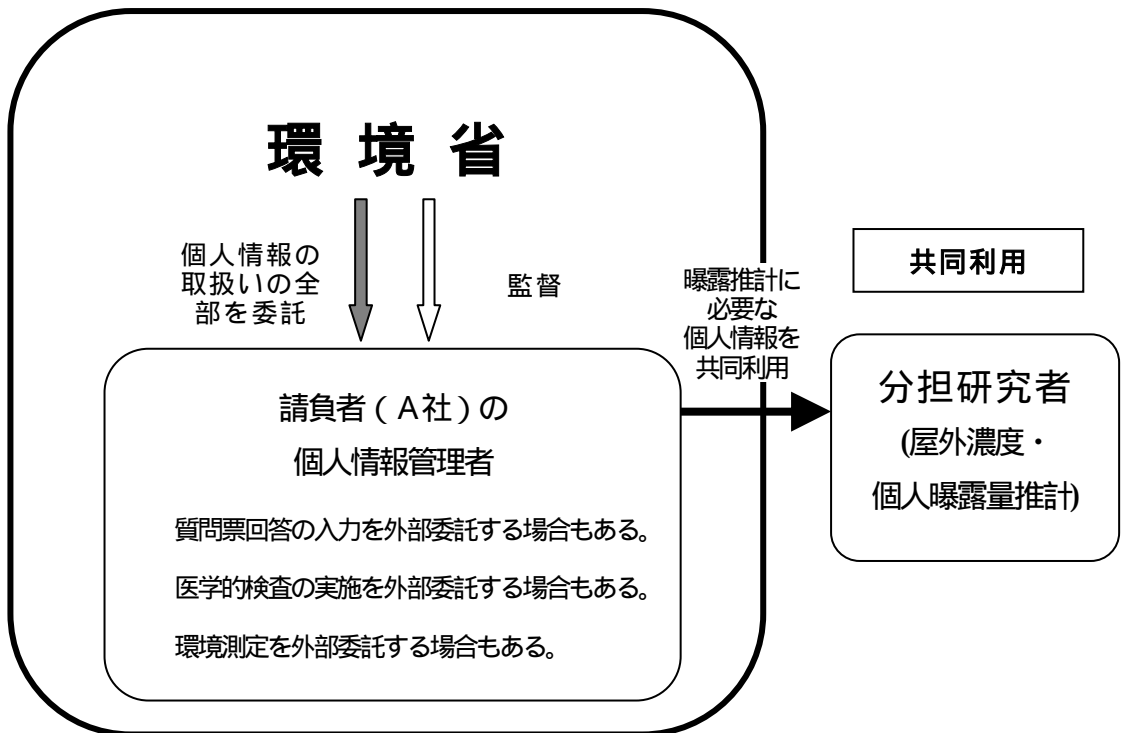 環 境 省
個人情報の
取扱いの全
部を委託
監督
曝露推計に
必要な
個人情報を
共同利用
共同利用
請負者（A社）の
個人情報管理者
質問票回答の入力を外部委託する場合もある。
医学的検査の実施を外部委託する場合もある。
環境測定を外部委託する場合もある。
分担研究者
(屋外濃度・
個人曝露量推計)